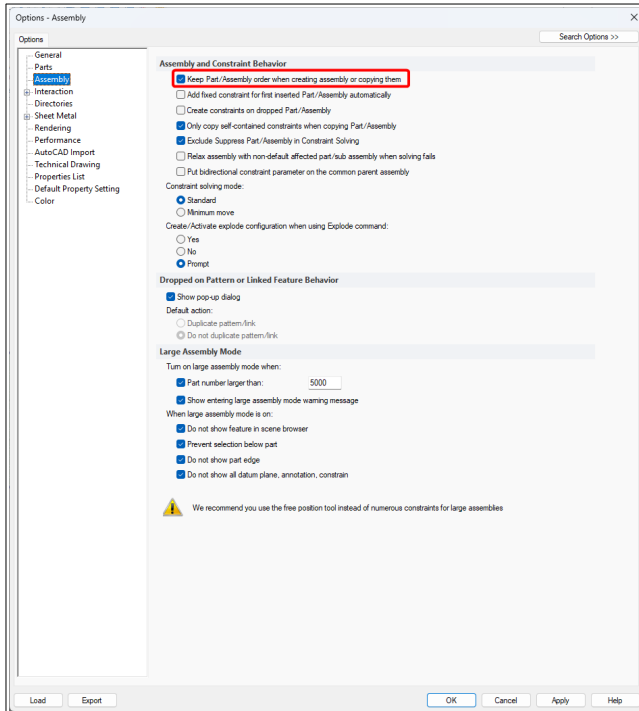 Options - Assembly
Search Options >>
Options
General
Parts
Assembly
Interaction
Directories
Sheet Metal
Rendering
Performance
AutoCAD Import
Technical Drawing
Properties List
Default Property Setting
Color
Assembly and Constraint Behavior
Keep Part/Assembly order when creating assembly or copying them
Add fixed constraint for first inserted Part/Assembly automatically
Create constraints on dropped Part/Assembly
Only copy self-contained constraints when copying Part/Assembly
Exclude Suppress Part/Assembly in Constraint Solving
Relax assembly with non-default affected part/sub assembly when solving fails
Put bidirectional constraint parameter on the common parent assembly
Constraint solving mode:
Standard
Minimum move
Create/Activate explode configuration when using Explode command:
Yes
No
Prompt
Dropped on Pattern or Linked Feature Behavior
Show pop-up dialog
Default action:
Duplicate pattern/link
Do not duplicate pattern/link
Large Assembly Mode
Turn on large assembly mode when:
Part number larger than: 5000
Show entering large assembly mode warning message
When large assembly mode is on:
Do not show feature in scene browser
Prevent selection below part
Do not show part edge
Do not show all datum plane, annotation, constrain
We recommend you use the free position tool instead of numerous constraints for large assemblies
Load Export OK Cancel Apply Help